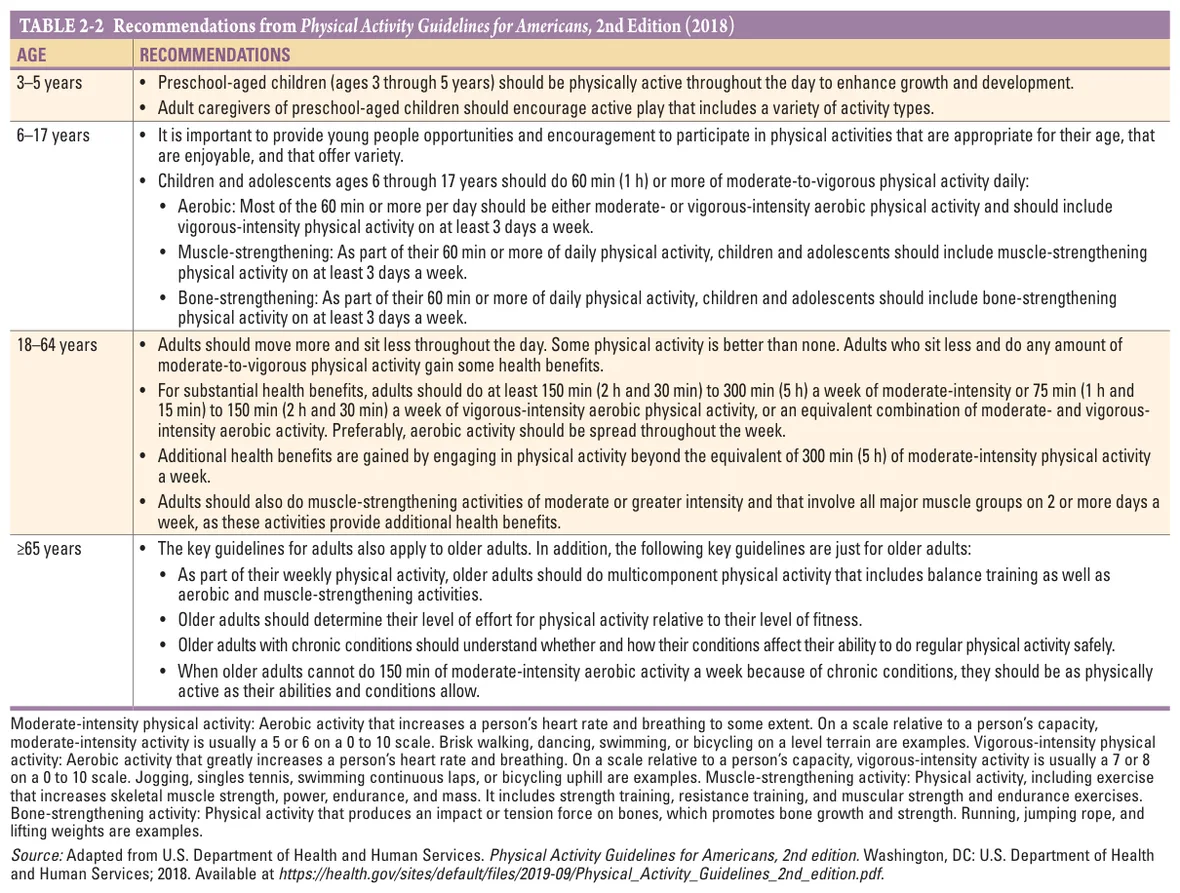 TABLE 2-2 Recommendations from Physical Activity Guidelines for Americans, 2nd Edition (2018)
AGE RECOMMENDATIONS
3–5 years • Preschool-aged children (ages 3 through 5 years) should be physically active throughout the day to enhance growth and development.
• Adult caregivers of preschool-aged children should encourage active play that includes a variety of activity types.
6–17 years • It is important to provide young people opportunities and encouragement to participate in physical activities that are appropriate for their age, that
are enjoyable, and that offer variety.
• Children and adolescents ages 6 through 17 years should do 60 min (1 h) or more of moderate-to-vigorous physical activity daily:
• Aerobic: Most of the 60 min or more per day should be either moderate- or vigorous-intensity aerobic physical activity and should include
vigorous-intensity physical activity on at least 3 days a week.
• Muscle-strengthening: As part of their 60 min or more of daily physical activity, children and adolescents should include muscle-strengthening
physical activity on at least 3 days a week.
• Bone-strengthening: As part of their 60 min or more of daily physical activity, children and adolescents should include bone-strengthening
physical activity on at least 3 days a week.
18–64 years • Adults should move more and sit less throughout the day. Some physical activity is better than none. Adults who sit less and do any amount of
moderate-to-vigorous physical activity gain some health benefits.
• For substantial health benefits, adults should do at least 150 min (2 h and 30 min) to 300 min (5 h) a week of moderate-intensity or 75 min (1 h and
15 min) to 150 min (2 h and 30 min) a week of vigorous-intensity aerobic physical activity, or an equivalent combination of moderate- and vigorous-
intensity aerobic activity. Preferably, aerobic activity should be spread throughout the week.
• Additional health benefits are gained by engaging in physical activity beyond the equivalent of 300 min (5 h) of moderate-intensity physical activity
a week.
• Adults should also do muscle-strengthening activities of moderate or greater intensity and that involve all major muscle groups on 2 or more days a
week, as these activities provide additional health benefits.
≥65 years • The key guidelines for adults also apply to older adults. In addition, the following key guidelines are just for older adults:
• As part of their weekly physical activity, older adults should do multicomponent physical activity that includes balance training as well as
aerobic and muscle-strengthening activities.
• Older adults should determine their level of effort for physical activity relative to their level of fitness.
• Older adults with chronic conditions should understand whether and how their conditions affect their ability to do regular physical activity safely.
• When older adults cannot do 150 min of moderate-intensity aerobic activity a week because of chronic conditions, they should be as physically
active as their abilities and conditions allow.
Moderate-intensity physical activity: Aerobic activity that increases a person's heart rate and breathing to some extent. On a scale relative to a person's capacity,
moderate-intensity activity is usually a 5 or 6 on a 0 to 10 scale. Brisk walking, dancing, swimming, or bicycling on a level terrain are examples. Vigorous-intensity physical
activity: Aerobic activity that greatly increases a person's heart rate and breathing. On a scale relative to a person's capacity, vigorous-intensity activity is usually a 7 or 8
on a 0 to 10 scale. Jogging, singles tennis, swimming continuous laps, or bicycling uphill are examples. Muscle-strengthening activity: Physical activity, including exercise
that increases skeletal muscle strength, power, endurance, and mass. It includes strength training, resistance training, and muscular strength and endurance exercises.
Bone-strengthening activity: Physical activity that produces an impact or tension force on bones, which promotes bone growth and strength. Running, jumping rope, and
lifting weights are examples.
Source: Adapted from U.S. Department of Health and Human Services. Physical Activity Guidelines for Americans, 2nd edition. Washington, DC: U.S. Department of Health
and Human Services; 2018. Available at https://health.gov/sites/default/files/2019-09/Physical_Activity_Guidelines_2nd_edition.pdf.